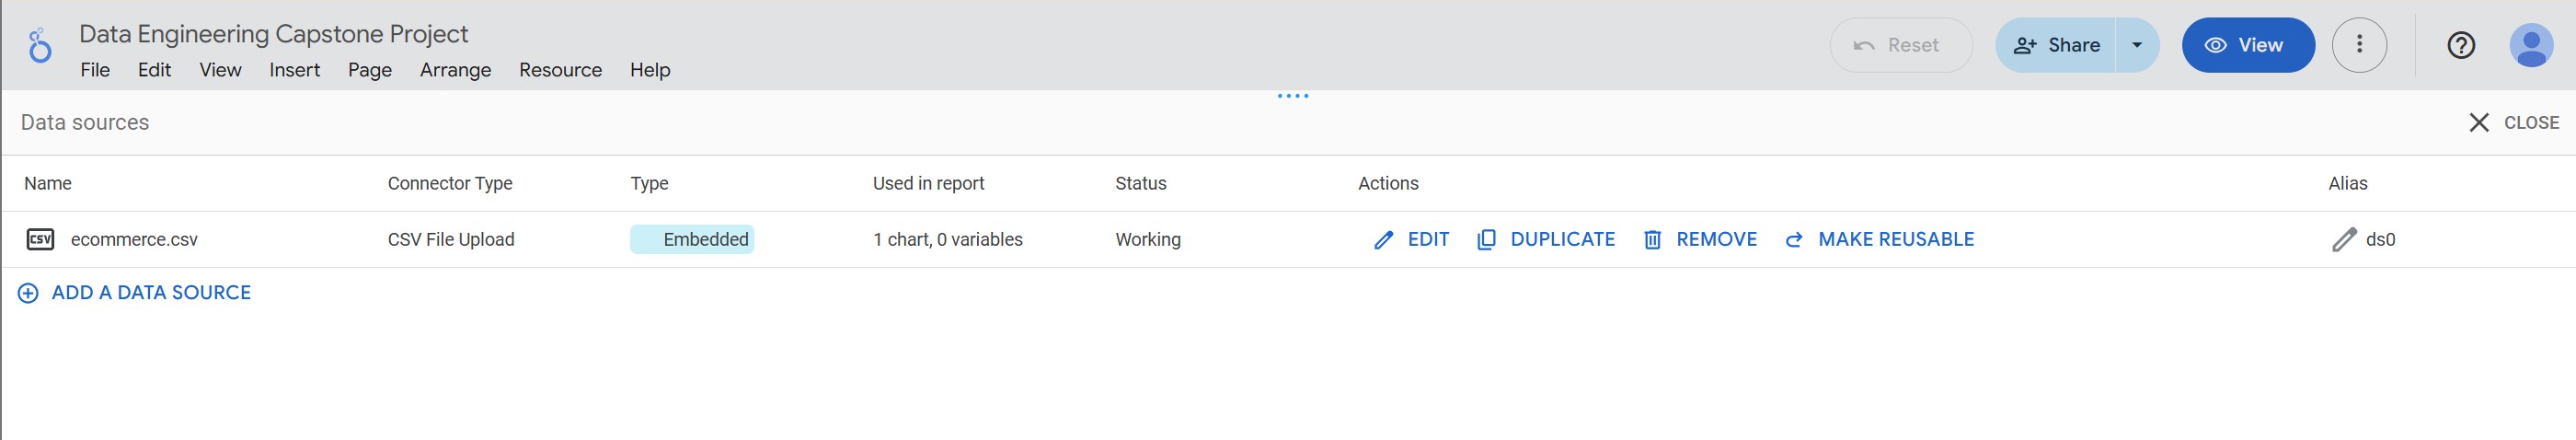 Data Engineering Capstone Project
Reset
Share
View
File Edit View Insert Page Arrange Resource Help
Data sources
CLOSE
Name Connector Type Type Used in report Status Actions Alias
CSV ecommerce.csv CSV File Upload Embedded 1 chart, 0 variables Working EDIT DUPLICATE REMOVE MAKE REUSABLE ds0
ADD A DATA SOURCE